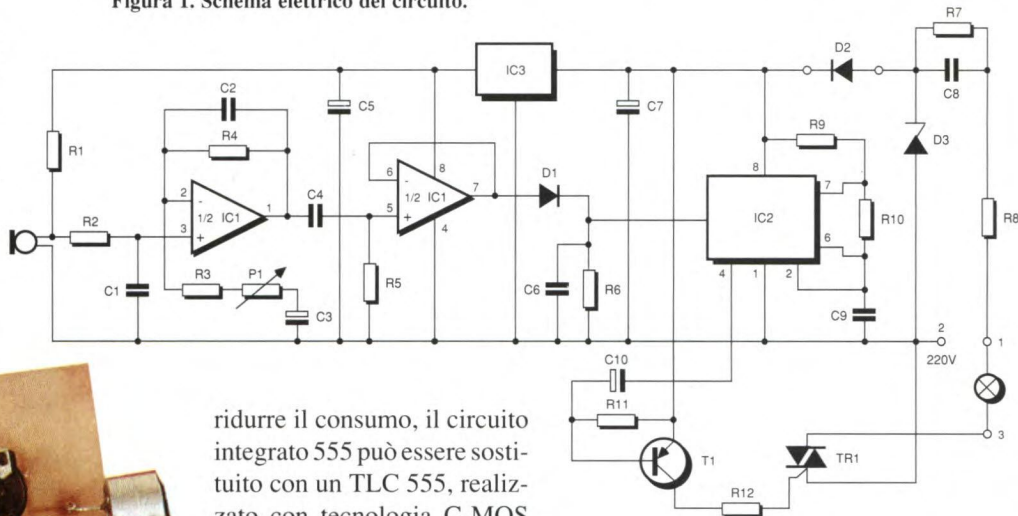 Figura 1. Schema elettrico del circuito.
R7
D2
IC3
C8
C2
C5
C7
R4
R9
D3
R1
8
D1
8
7
2
6
1/2 IC1
1
C4
1/2 IC1
7
IC2
R10
R2
3
5
6
R8
4
4
1
2
R3
P1
R5
C6
R6
C1
C9
C3
2
1
220V
C10
ridurre il consumo, il circuito
R11
3
integrato 555 può essere sosti-
T1
TR1
tuito con un TLC 555, realiz-
R12
zato con tecnologia C-MOS